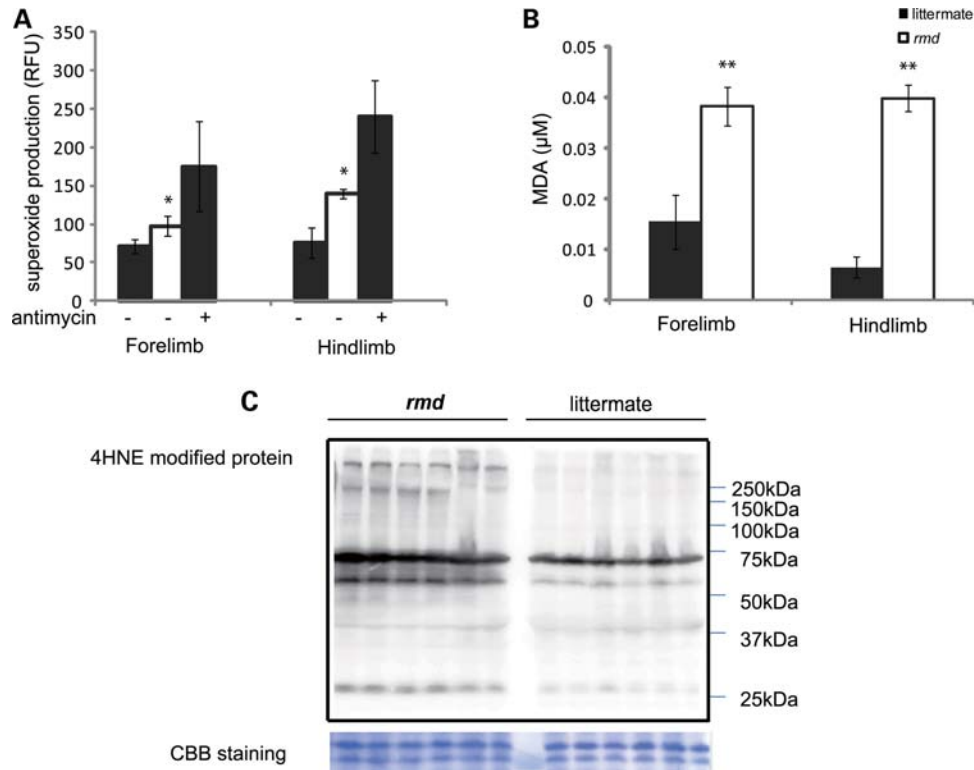 A
superoxide production (RFU)
350
300
250
200
150
100
50
0
*
*
antimycin - - + - - +
Forelimb Hindlimb
B
littermate
rmd
MDA (µM)
0.05
0.04
0.03
0.02
0.01
0
**
**
Forelimb Hindlimb
C
rmd littermate
4HNE modified protein
250kDa
150kDa
100kDa
75kDa
50kDa
37kDa
25kDa
CBB staining